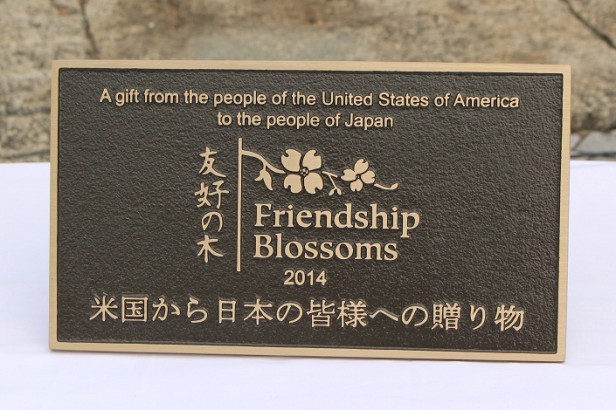 A gift from the people of the United States of America
to the people of Japan
友好の木
Friendship
Blossoms
2014
米国から日本の皆様への贈り物